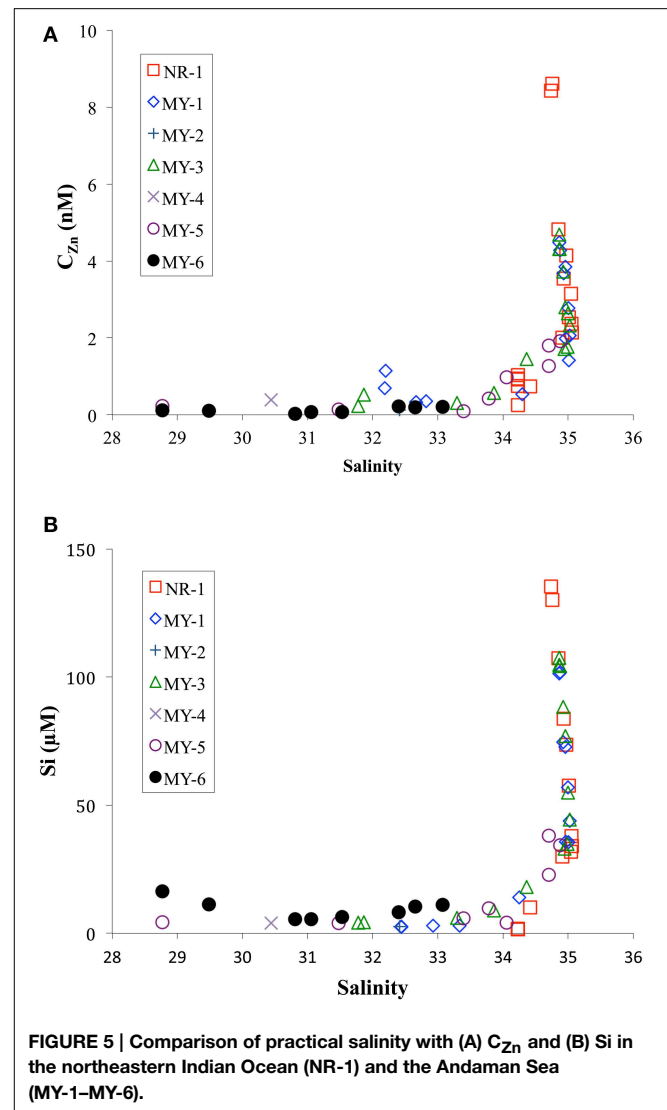 A
10
8
6
4
2
0
C_Zn (nM)
NR-1
MY-1
MY-2
MY-3
MY-4
MY-5
MY-6
28 29 30 31 32 33 34 35 36
Salinity
B
150
100
50
0
Si (µM)
NR-1
MY-1
MY-2
MY-3
MY-4
MY-5
MY-6
28 29 30 31 32 33 34 35 36
Salinity
FIGURE 5 | Comparison of practical salinity with (A) C_Zn and (B) Si in
the northeastern Indian Ocean (NR-1) and the Andaman Sea
(MY-1–MY-6).